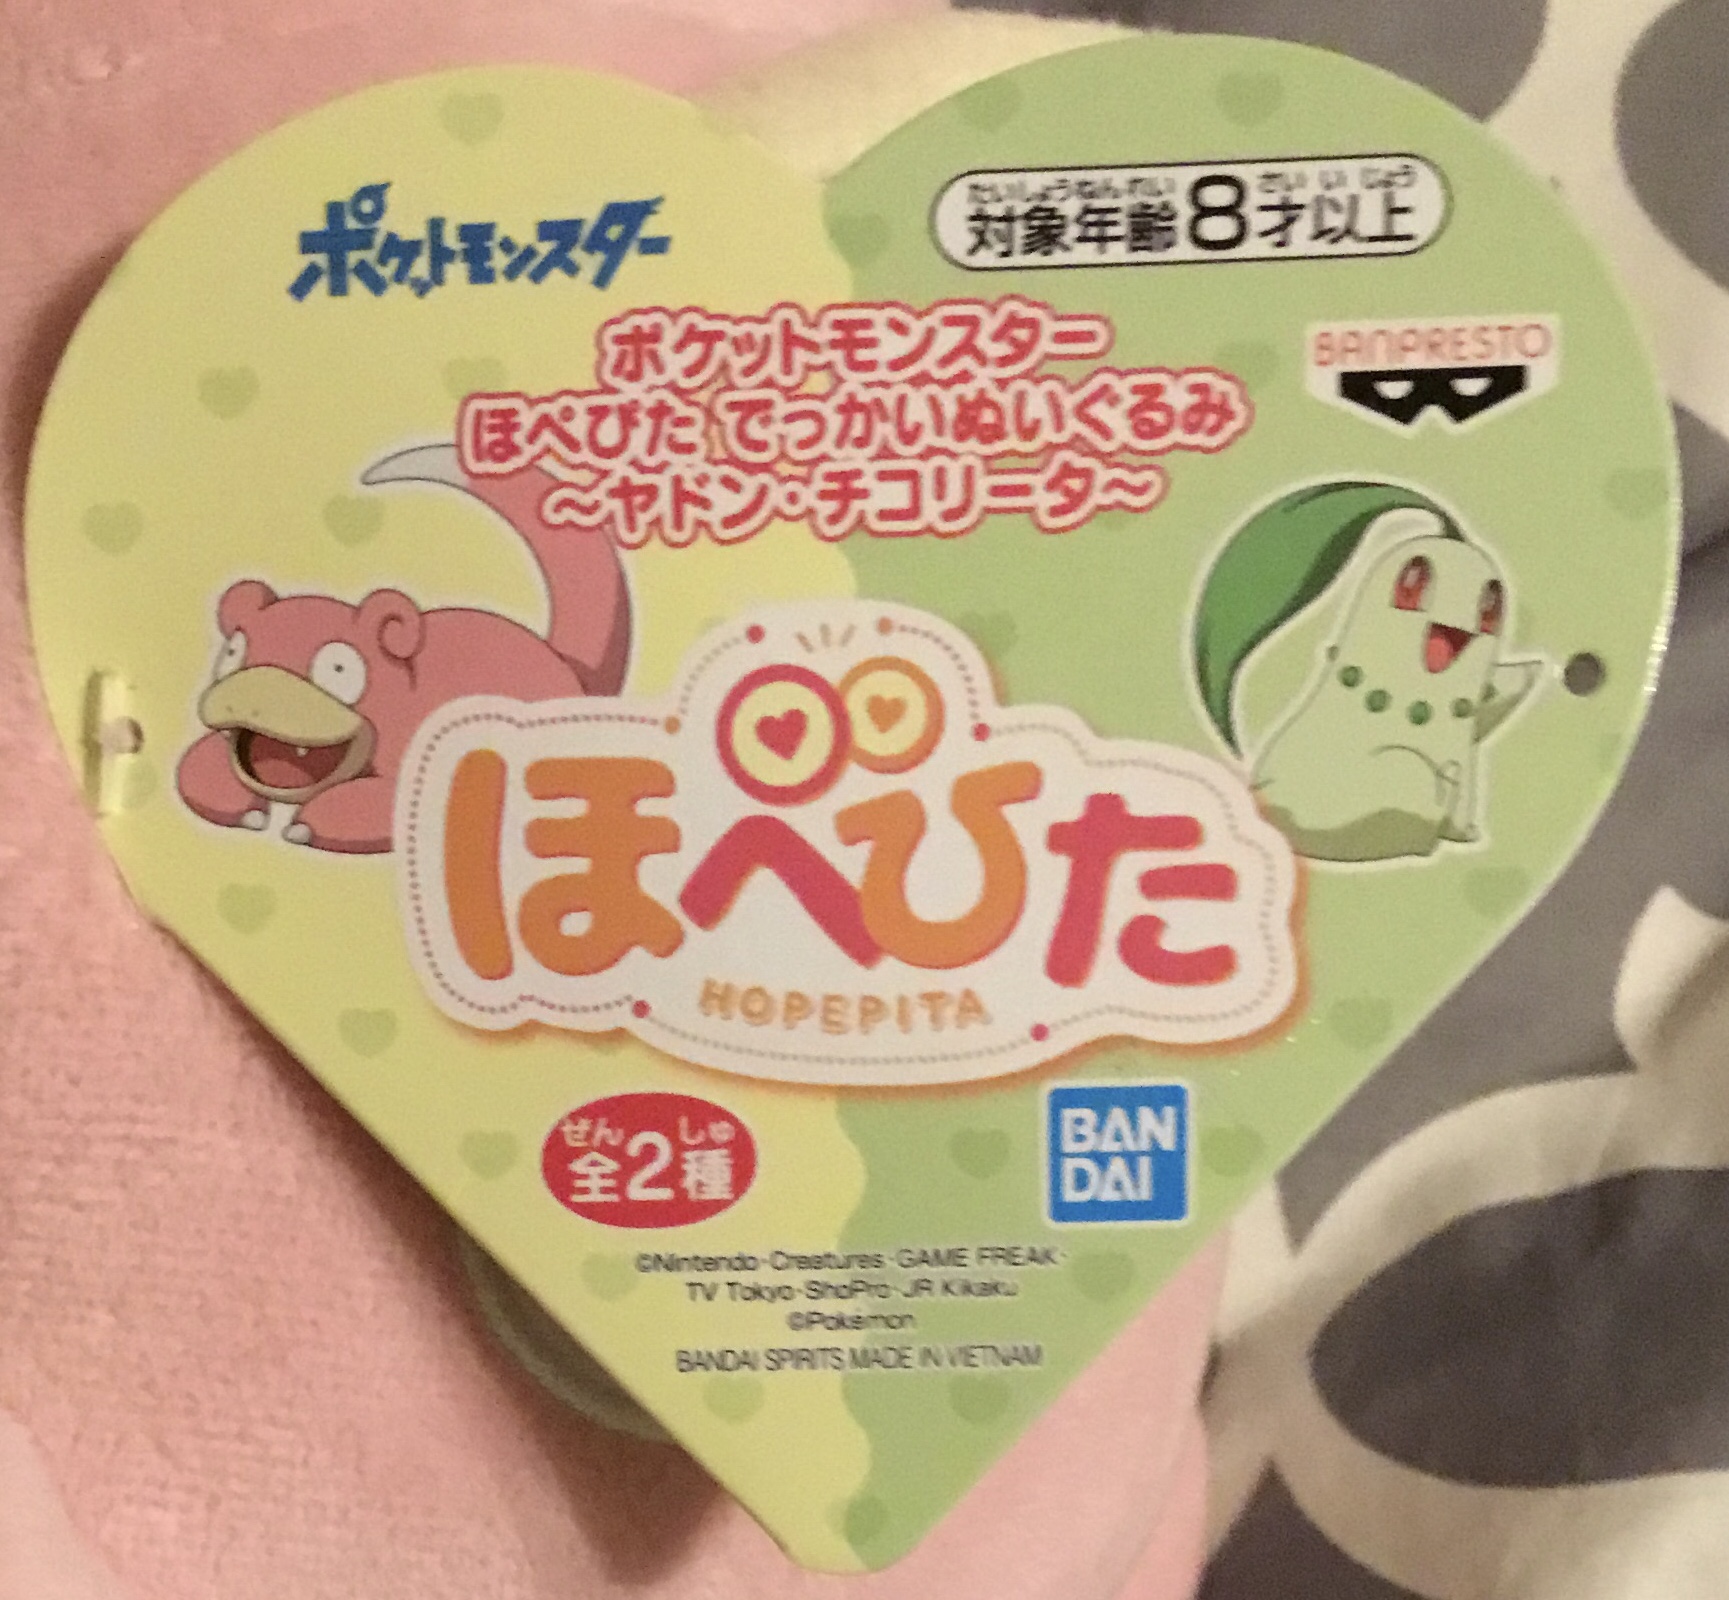 ポケットモンスター
たいしょうねんれい さい い じょう
対象年齢8才以上
BANPRESTO
ポケットモンスター
ほぺぴた でっかいぬいぐるみ
～ヤドン・チコリータ～
ほぺぴた
HOPEPITA
ぜん しゅ
全2種
BAN
DAI
©Nintendo・Creatures・GAME FREAK・
TV Tokyo・ShoPro・JR Kikaku
©Pokémon
BANDAI SPIRITS MADE IN VIETNAM